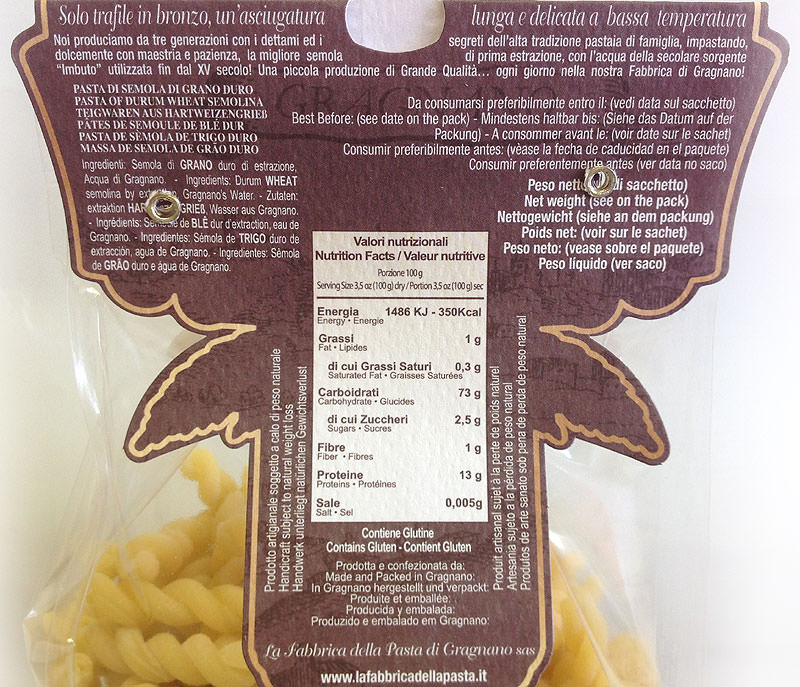 Solo trafile in bronzo, un'asciugatura lunga e delicata a bassa temperatura
Noi produciamo da tre generazioni con i dettami ed i segreti dell'alta tradizione pastaia di famiglia, impastando,
dolcemente con maestria e pazienza, la migliore semola di prima estrazione, con l'acqua della secolare sorgente
"Imbuto" utilizzata fin dal XV secolo! Una piccola produzione di Grande Qualità... ogni giorno nella nostra Fabbrica di Gragnano!
GRAGNANO
PASTA DI SEMOLA DI GRANO DURO
PASTA OF DURUM WHEAT SEMOLINA
TEIGWAREN AUS HARTWEIZENGRIEß
PÂTES DE SEMOULE DE BLÉ DUR
PASTA DE SÉMOLA DE TRIGO DURO
MASSA DE SEMOLA DE GRÃO DURO
Ingredienti: Semola di GRANO duro di estrazione,
Acqua di Gragnano. - Ingredients: Durum WHEAT
semolina by Gragnano's Water. - Zutaten:
extraktion GRIEß, Wasser aus Gragnano.
- Ingrédients: de BLÉ dur d'extraction, eau de
Gragnano. - Ingredientes: Sémola de TRIGO duro de
extracción, agua de Gragnano. - Ingredientes: Sêmola
de GRÃO duro e água de Gragnano.
Da consumarsi preferibilmente entro il: (vedi data sul sacchetto)
Best Before: (see date on the pack) - Mindestens haltbar bis: (Siehe das Datum auf der
Packung) - A consommer avant le: (voir date sur le sachet)
Consumir preferibilmente antes: (vèase la fecha de caducidad en el paquete)
Consumir preferentemente antes (ver data no saco)
Peso di sacchetto)
Net weight (see on the pack)
Nettogewicht (siehe an dem packung)
Poids net: (voir sur le sachet)
Peso neto: (vease sobre el paquete)
Peso líquido (ver saco)
Valori nutrizionali
Nutrition Facts / Valeur nutritive
Porzione 100 g
Serving Size 3,5 oz (100 g) dry / Portion 3,5 oz (100 g) sec
Energia 1486 KJ - 350Kcal
Energy • Energie
Grassi 1 g
Fat • Lipides
di cui Grassi Saturi 0,3 g
Saturated Fat • Graisses Saturées
Carboidrati 73 g
Carbohydrate • Glucides
di cui Zuccheri 2,5 g
Sugars • Sucres
Fibre 1 g
Fiber • Fibres
Proteine 13 g
Proteins • Protéines
Sale 0,005g
Salt • Sel
Prodotto artigianale soggetto a calo di peso naturale
Handicraft subject to natural weight loss
Handwerk unterliegt natürlichen Gewichtsverlust
Produit artisanal sujet à la perte de poids naturel
Artesanía sujeto a la pérdida de peso natural
Produtos de arte sanato sob pena de perda de peso natural
Contiene Glutine
Contains Gluten - Contient Gluten
Prodotta e confezionata da:
Made and Packed in Gragnano:
In Gragnano hergestellt und verpackt:
Produite et emballée:
Producida y embalada:
Produzido e embalado em Gragnano:
La Fabbrica della Pasta di Gragnano sas
www.lafabbricadellapasta.it